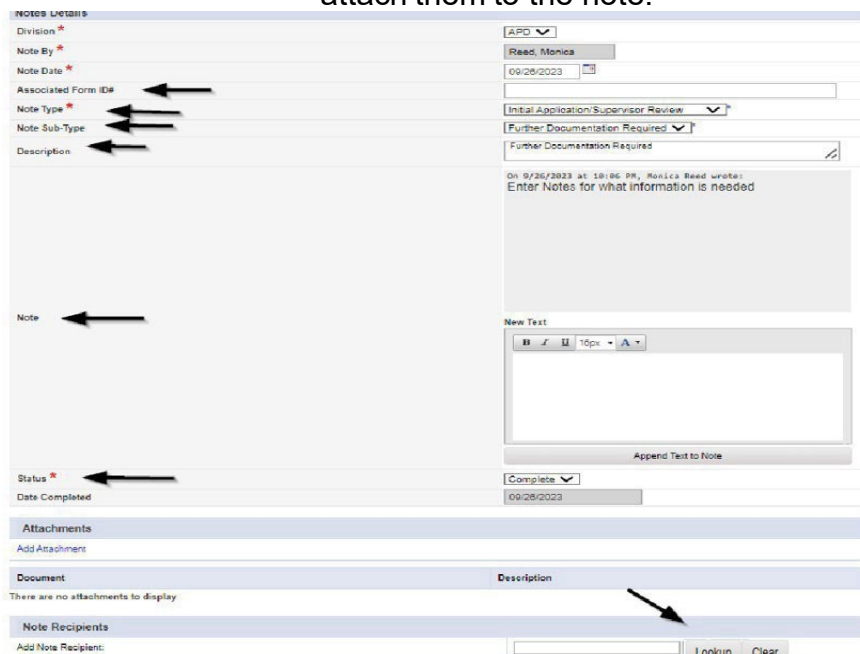 attach them to the note.
Notes Details
Division * APD
Note By * Reed, Monica
Note Date * 09/26/2023
Associated Form ID#
Note Type * Initial Application/Supervisor Review *
Note Sub-Type Further Documentation Required *
Description Further Documentation Required
On 9/26/2023 at 10:06 PM, Monica Reed wrote:
Enter Notes for what information is needed
Note
New Text
B I U 16px A
Append Text to Note
Status * Complete
Date Completed 09/26/2023
Attachments
Add Attachment
Document Description
There are no attachments to display
Note Recipients
Add Note Recipient: Lookup Clear